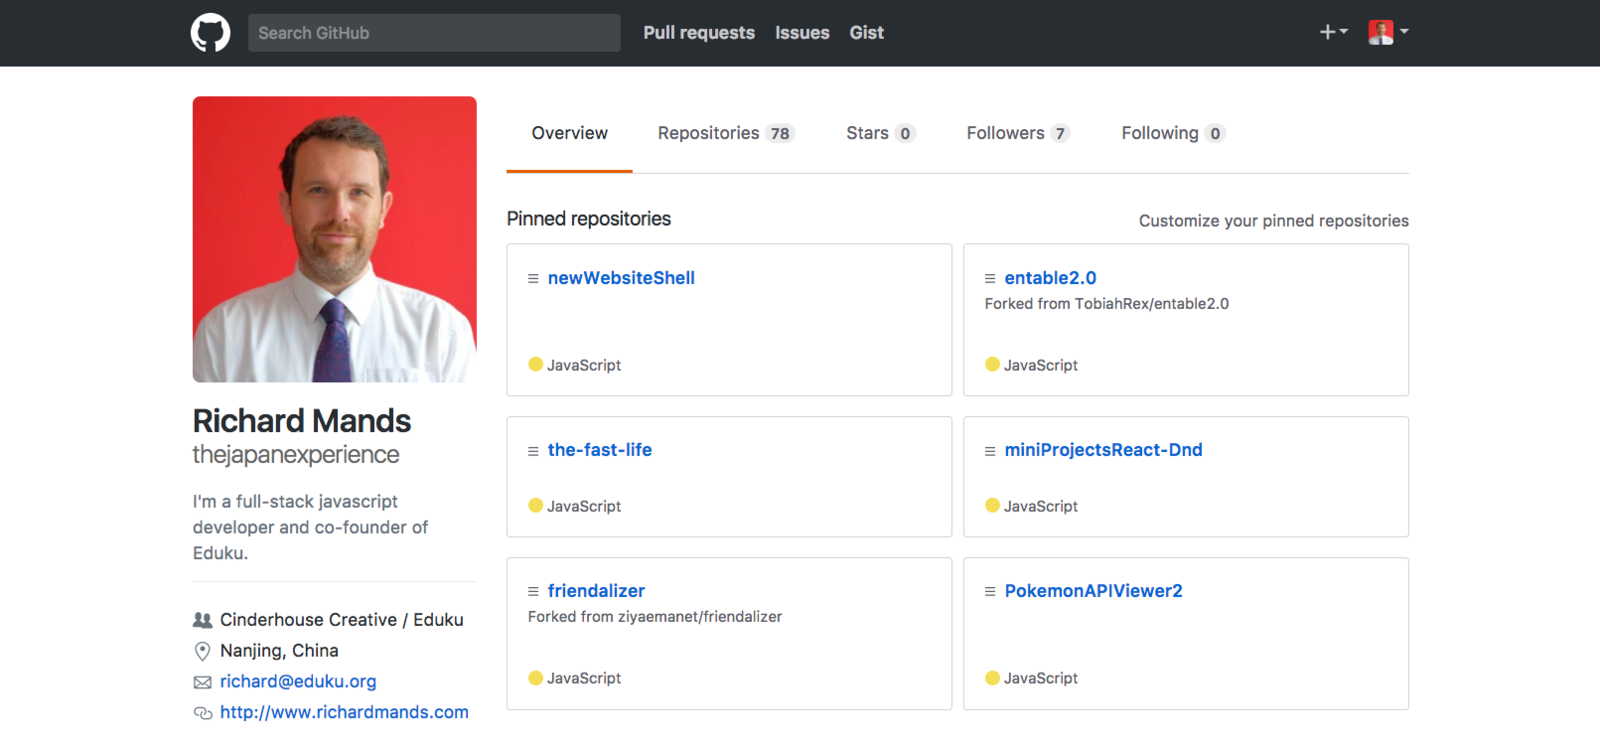 Search GitHub
Pull requests Issues Gist
Overview Repositories 78 Stars 0 Followers 7 Following 0
Pinned repositories
Customize your pinned repositories
newWebsiteShell
JavaScript
entable2.0
Forked from TobiahRex/entable2.0
JavaScript
the-fast-life
JavaScript
miniProjectsReact-Dnd
JavaScript
friendalizer
Forked from ziyaemanet/friendalizer
JavaScript
PokemonAPIViewer2
JavaScript
Richard Mands
thejapanexperience
I'm a full-stack javascript
developer and co-founder of
Eduku.
Cinderhouse Creative / Eduku
Nanjing, China
richard@eduku.org
http://www.richardmands.com